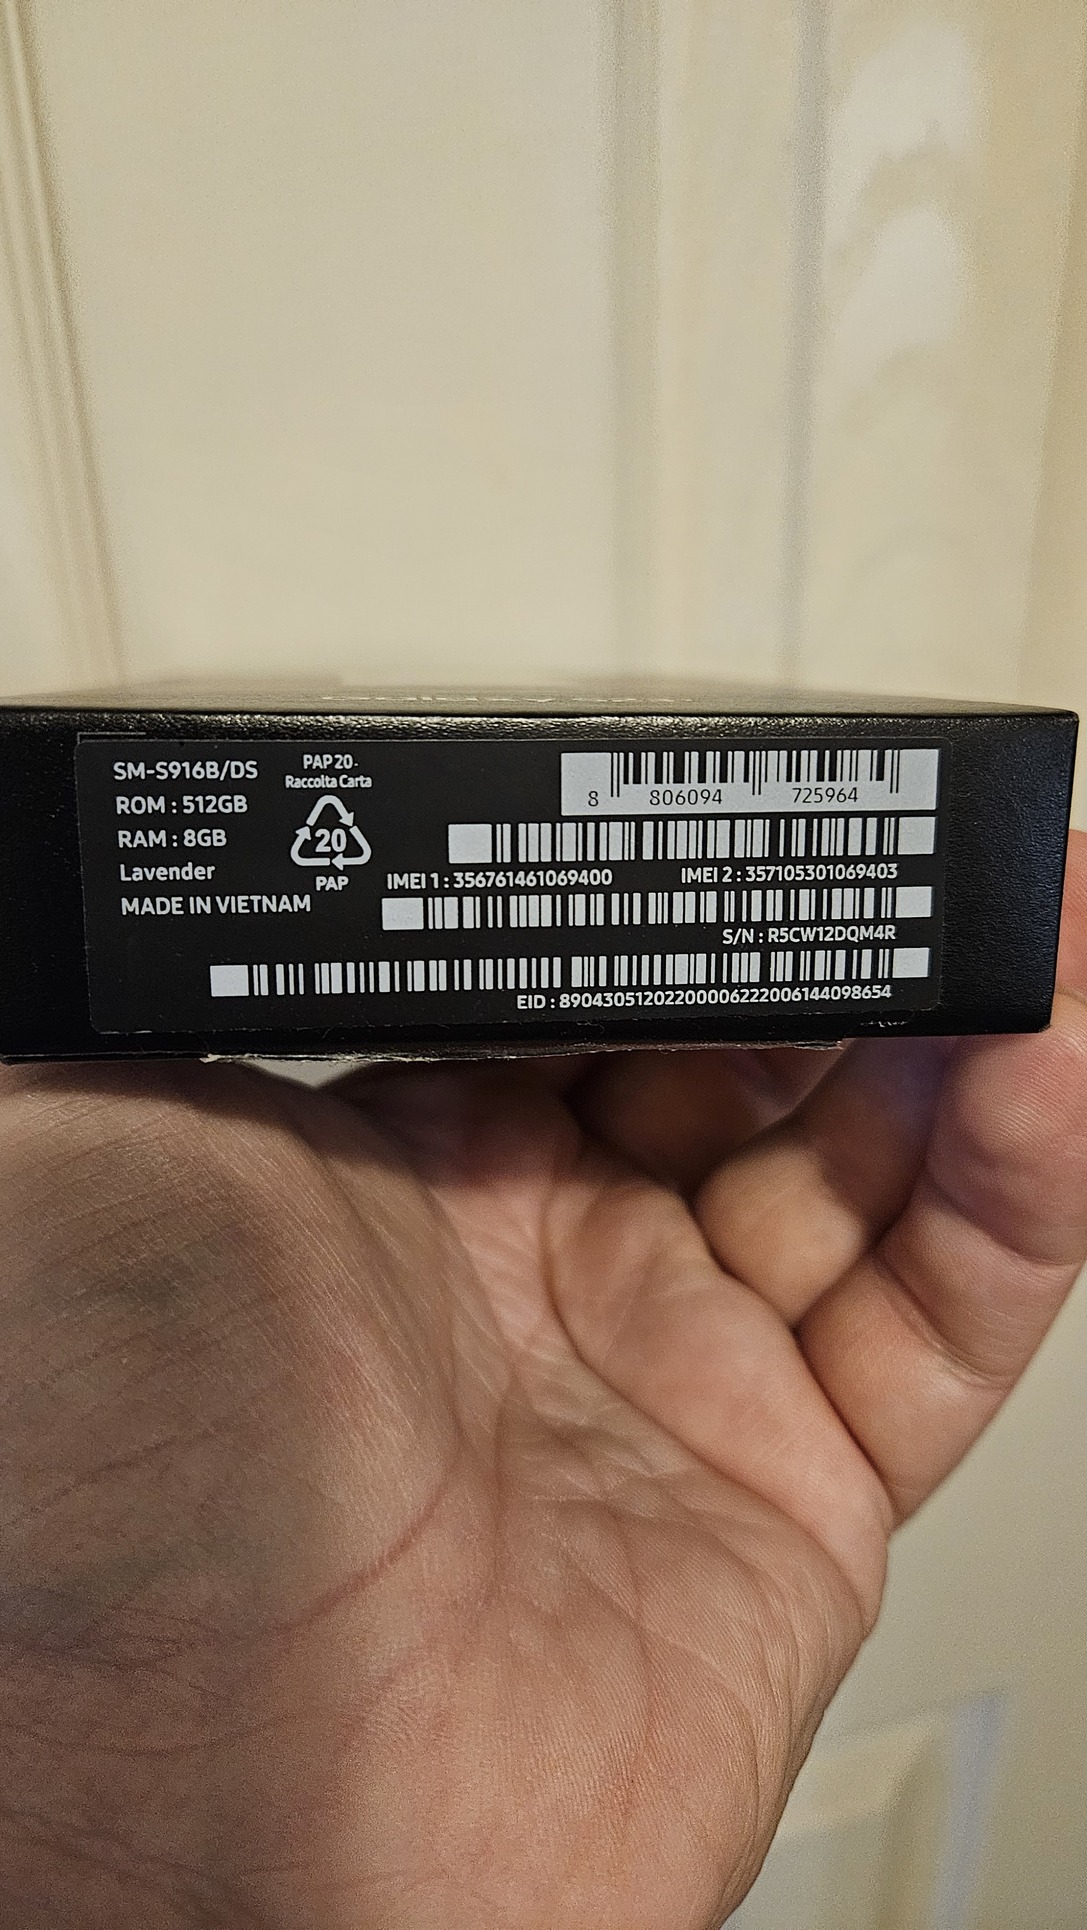 SM-S916B/DS
ROM : 512GB
RAM : 8GB
Lavender
MADE IN VIETNAM
PAP 20-
Raccolta Carta
20
PAP
8 806094 725964
IMEI 1 : 356761461069400 IMEI 2 : 357105301069403
S/N : R5CW12DQM4R
EID : 89043051202200006222006144098654